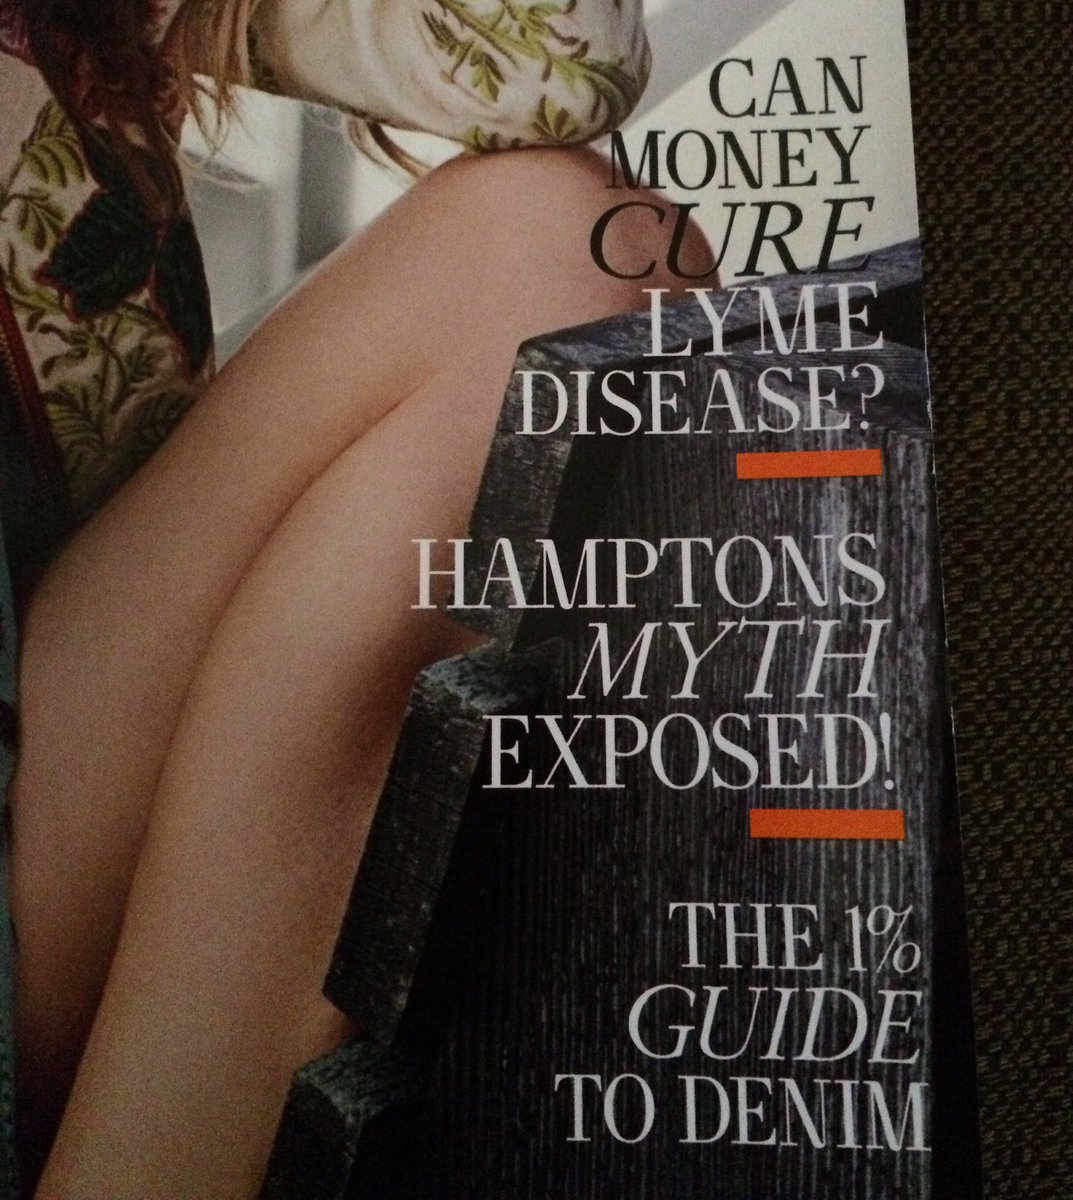 CAN
MONEY
CURE
LYME
DISEASE?
HAMPTONS
MYTH
EXPOSED!
THE 1%
GUIDE
TO DENIM